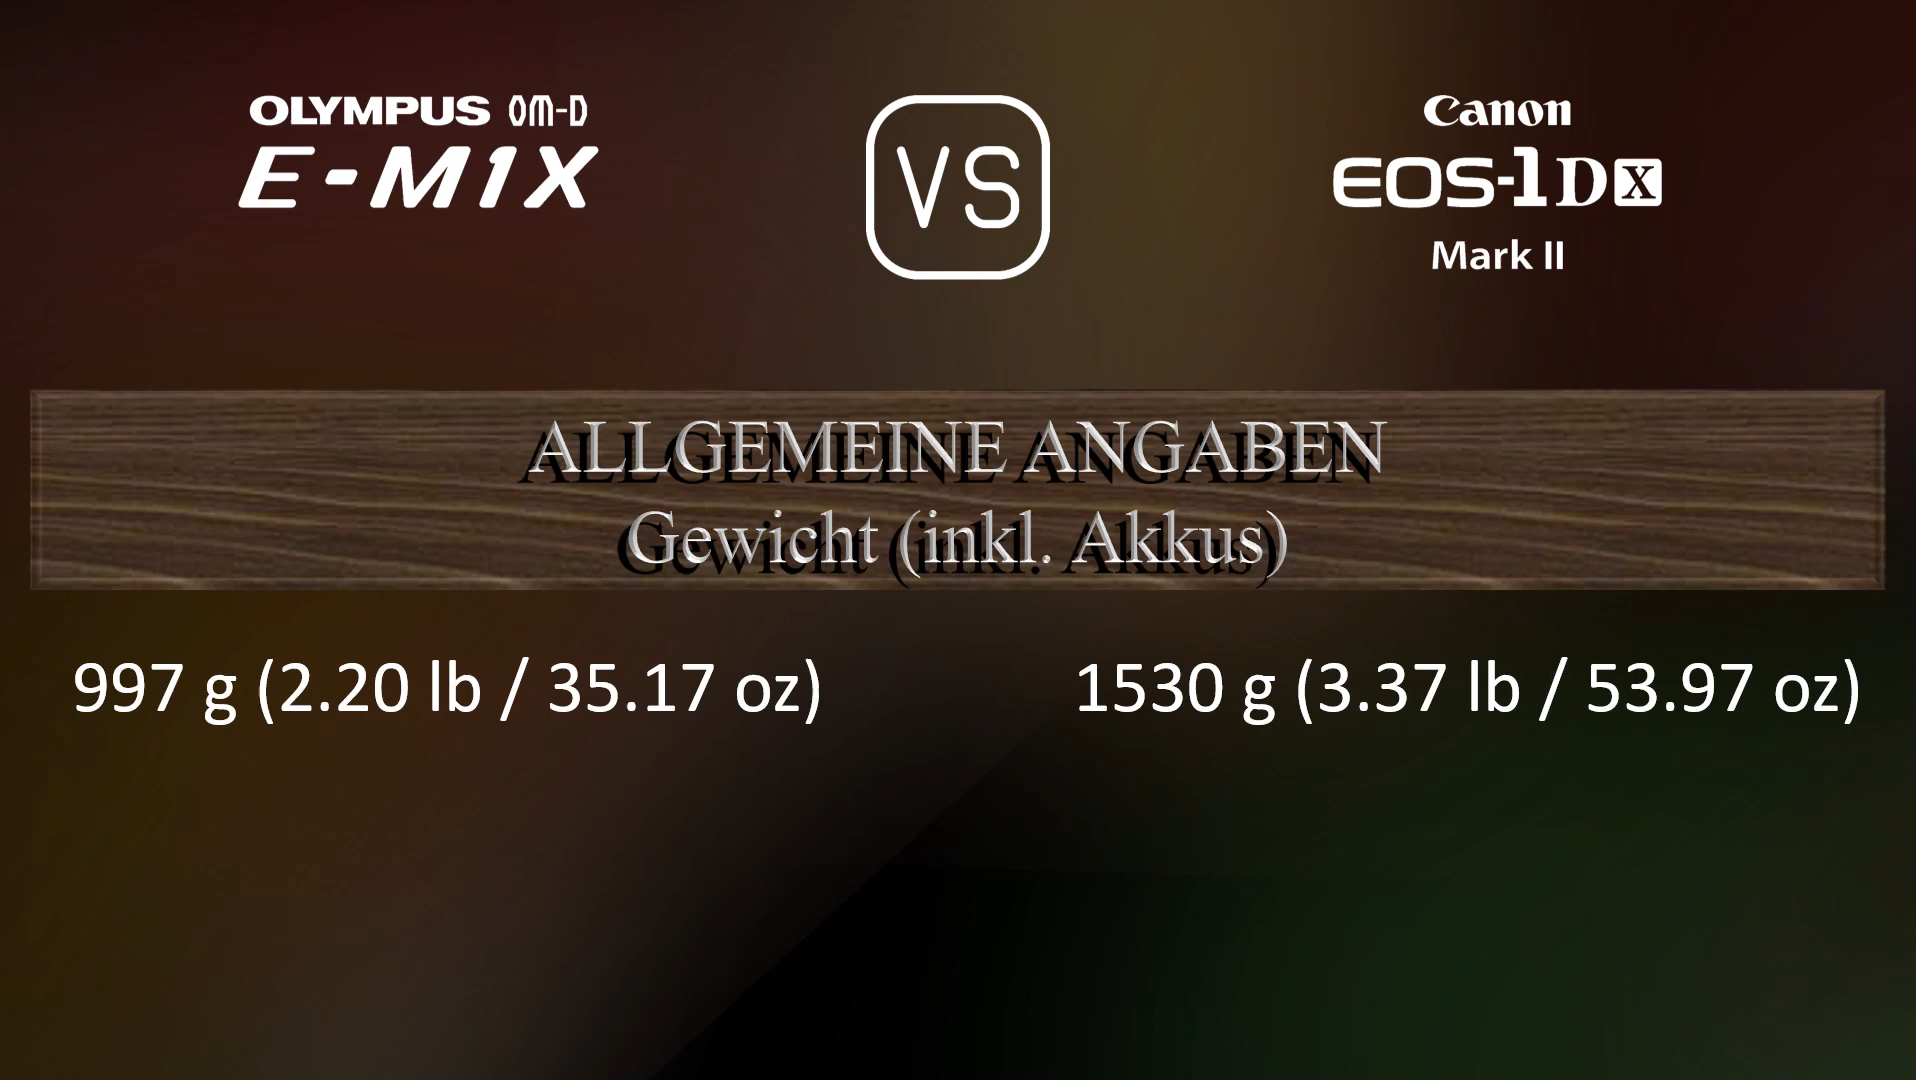 OLYMPUS OM-D
E-M1X
VS
Canon
EOS-1DX
Mark II
ALLGEMEINE ANGABEN
Gewicht (inkl. Akkus)
997 g (2.20 lb / 35.17 oz)
1530 g (3.37 lb / 53.97 oz)